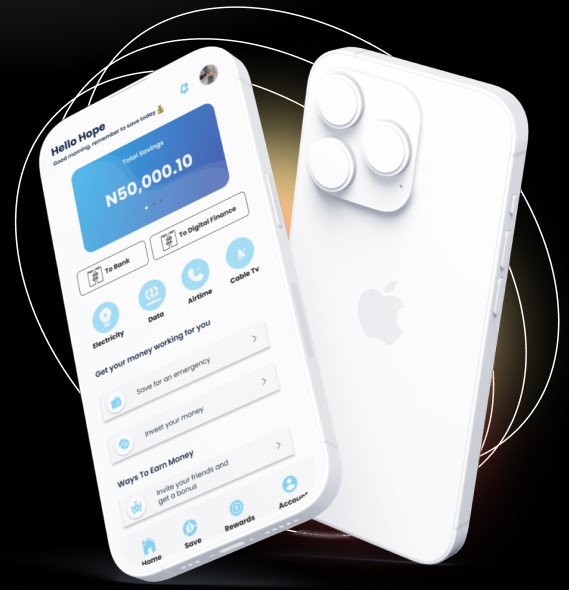 Hello Hope
Good morning, remember to save today 💰
Total Savings
N50,000.10
To Bank
To Digital Finance
Electricity
Data
Airtime
Cable Tv
Get your money working for you
Save for an emergency
Invest your money
Ways To Earn Money
Invite your friends and
get a bonus
Home
Save
Rewards
Account